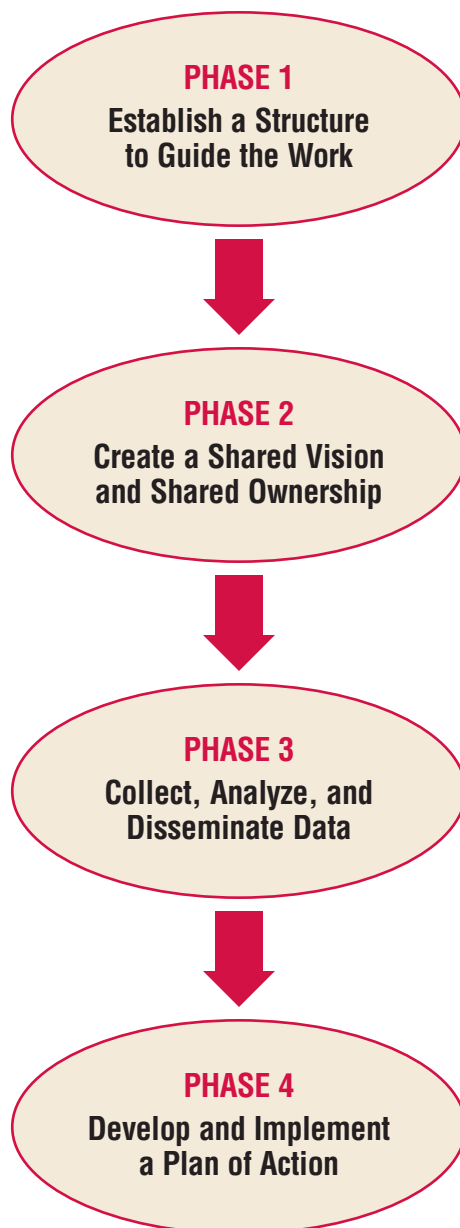 PHASE 1
Establish a Structure
to Guide the Work
PHASE 2
Create a Shared Vision
and Shared Ownership
PHASE 3
Collect, Analyze, and
Disseminate Data
PHASE 4
Develop and Implement
a Plan of Action